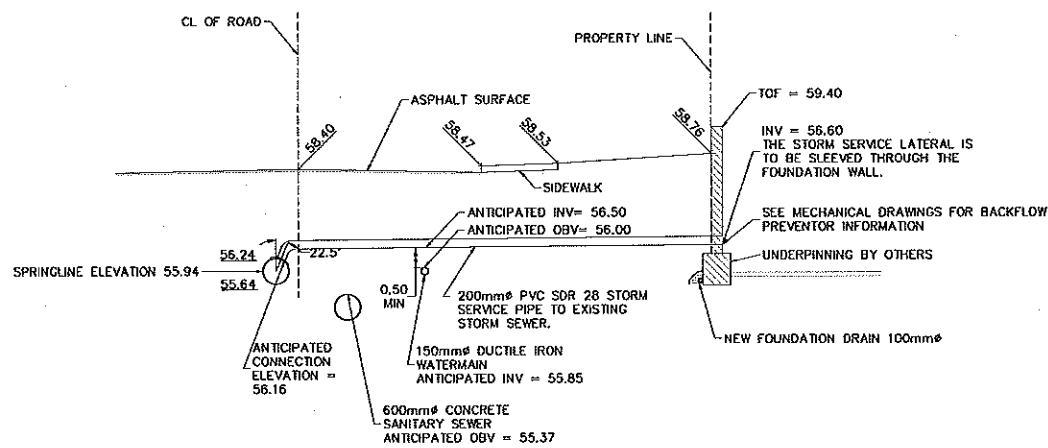 CL OF ROAD
PROPERTY LINE
TOF = 59.40
ASPHALT SURFACE
58.40
58.47
58.53
58.76
INV = 56.60
THE STORM SERVICE LATERAL IS
TO BE SLEEVED THROUGH THE
FOUNDATION WALL.
SIDEWALK
ANTICIPATED INV= 56.50
ANTICIPATED OBV = 56.00
SEE MECHANICAL DRAWINGS FOR BACKFLOW
PREVENTOR INFORMATION
56.24
22.5°
SPRINGLINE ELEVATION 55.94
55.64
UNDERPINNING BY OTHERS
0.50
MIN
200mmø PVC SDR 28 STORM
SERVICE PIPE TO EXISTING
STORM SEWER.
NEW FOUNDATION DRAIN 100mmø
ANTICIPATED
CONNECTION
ELEVATION =
56.16
150mmø DUCTILE IRON
WATERMAIN
ANTICIPATED INV = 55.85
600mmø CONCRETE
SANITARY SEWER
ANTICIPATED OBV = 55.37